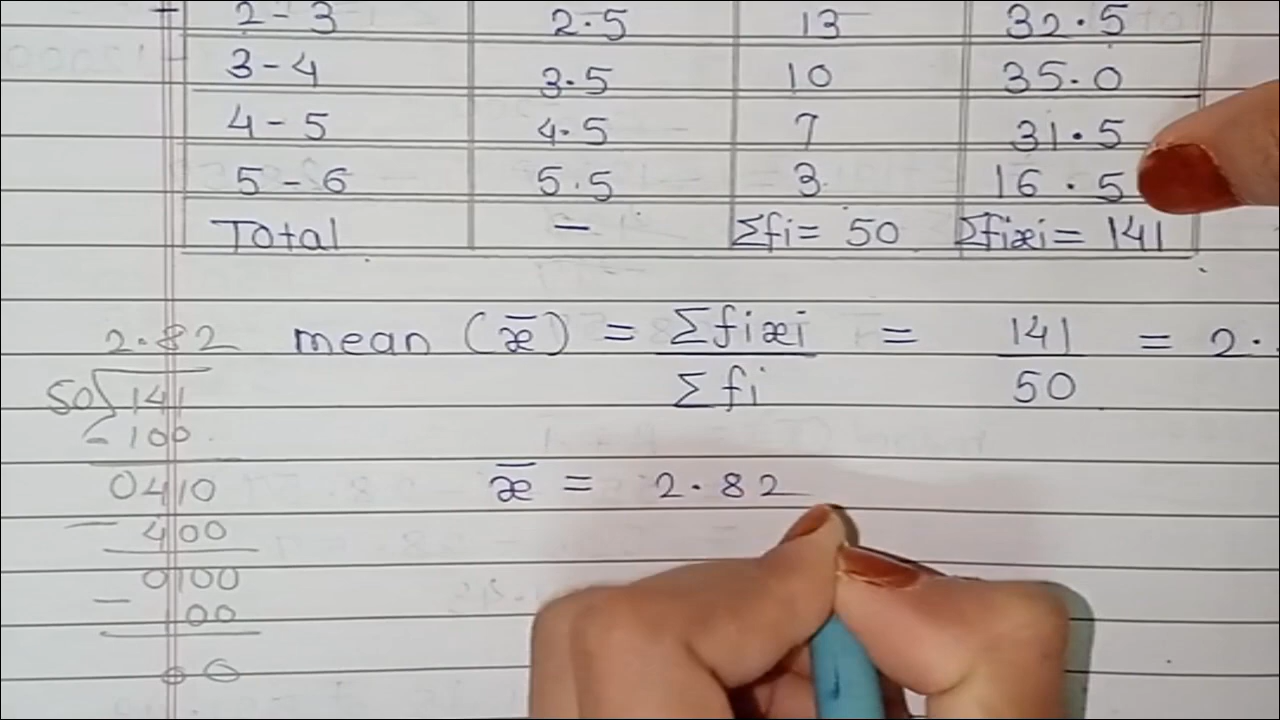 2-3 2.5 13 32.5
3-4 3.5 10 35.0
4-5 4.5 7 31.5
5-6 5.5 3 16.5
Total - Σfi= 50 Σfixi= 141
mean (x̄) = Σfixi / Σfi = 141 / 50 = 2.
x̄ = 2.82
2.82
50)141
-100
0410
- 400
0100
- 100
00